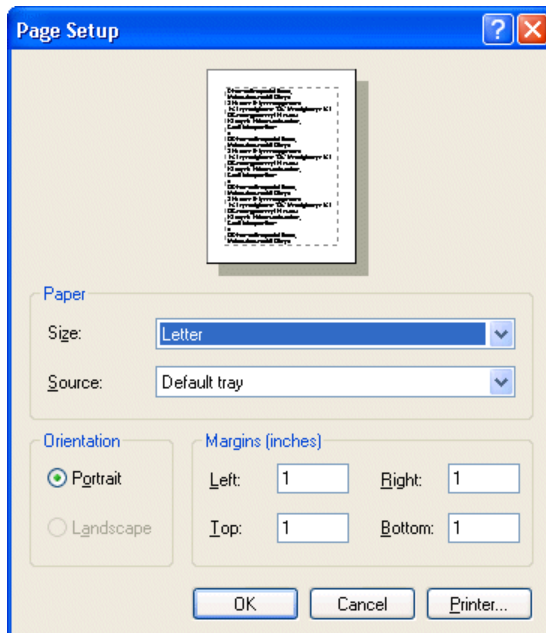 Page Setup
Paper
Size: Letter
Source: Default tray
Orientation
Portrait
Landscape
Margins (inches)
Left: 1 Right: 1
Top: 1 Bottom: 1
OK Cancel Printer...